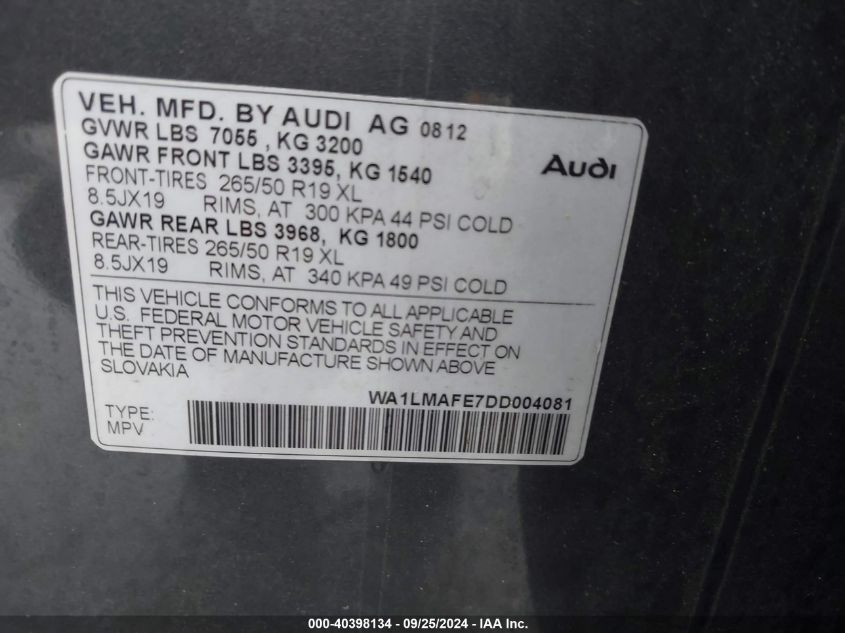 VEH. MFD. BY AUDI AG 0812
GVWR LBS 7055 , KG 3200
GAWR FRONT LBS 3395, KG 1540
FRONT-TIRES 265/50 R19 XL
8.5JX19 RIMS, AT 300 KPA 44 PSI COLD
GAWR REAR LBS 3968, KG 1800
REAR-TIRES 265/50 R19 XL
8.5JX19 RIMS, AT 340 KPA 49 PSI COLD
Audi
THIS VEHICLE CONFORMS TO ALL APPLICABLE
U.S. FEDERAL MOTOR VEHICLE SAFETY AND
THEFT PREVENTION STANDARDS IN EFFECT ON
THE DATE OF MANUFACTURE SHOWN ABOVE
SLOVAKIA
WA1LMAFE7DD004081
TYPE:
MPV
000-40398134 - 09/25/2024 - IAA Inc.